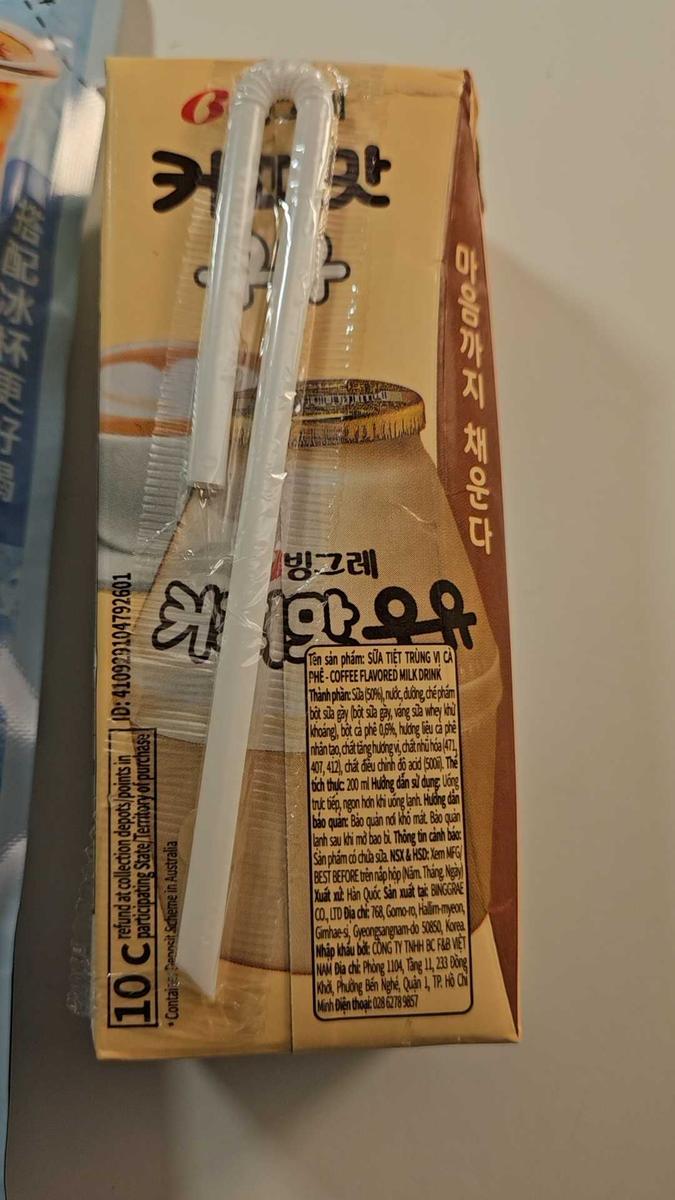 커피맛
우유
마음까지 채운다
빙그레
커피맛 우유
搭配冰杯更好喝
ID: 410929104792601
10 C refund at collection depots/points in
participating State/Territory of purchase
* Container Deposit Scheme in Australia
Tên sản phẩm: SỮA TIỆT TRÙNG VỊ CÀ
PHÊ - COFFEE FLAVORED MILK DRINK
Thành phần: Sữa (50%), nước, đường, chế phẩm
bột sữa gầy (bột sữa gầy, váng sữa whey khử
khoáng), bột cà phê 0,6%, hương liệu cà phê
nhân tạo, chất tăng hương vị, chất nhũ hóa (471,
407, 412), chất điều chỉnh độ acid (500ii). Thể
tích thực: 200 ml Hướng dẫn sử dụng: Uống
trực tiếp, ngon hơn khi uống lạnh. Hướng dẫn
bảo quản: Bảo quản nơi khô mát. Bảo quản
lạnh sau khi mở bao bì. Thông tin cảnh báo:
Sản phẩm có chứa sữa. NSX & HSD: Xem MFG/
BEST BEFORE trên nắp hộp (Năm. Tháng. Ngày)
Xuất xứ: Hàn Quốc Sản xuất tại: BINGGRAE
CO., LTD Địa chỉ: 768, Gomo-ro, Hallim-myeon,
Gimhae-si, Gyeongsangnam-do 50850, Korea.
Nhập khẩu bởi: CÔNG TY TNHH BC F&B VIỆT
NAM Địa chỉ: Phòng 1104, Tầng 11, 233 Đồng
Khởi, Phường Bến Nghé, Quận 1, TP. Hồ Chí
Minh Điện thoại: 028 6278 9857